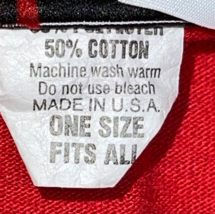 50% COTTON
Machine wash warm
Do not use bleach
MADE IN U.S.A.
ONE SIZE
FITS ALL